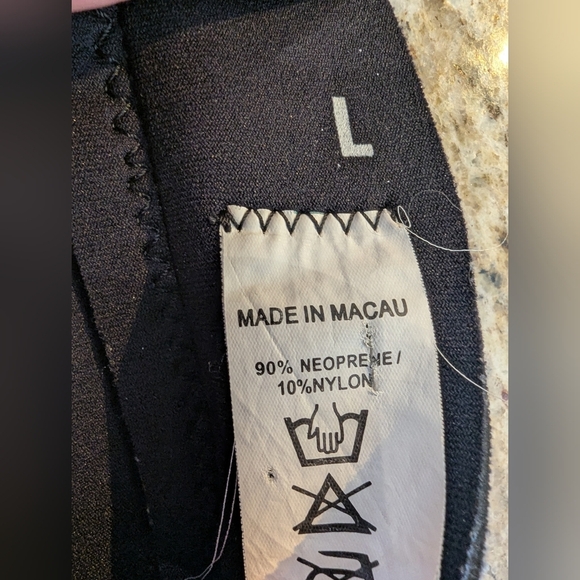 L
MADE IN MACAU
90% NEOPRENE/
10%NYLON